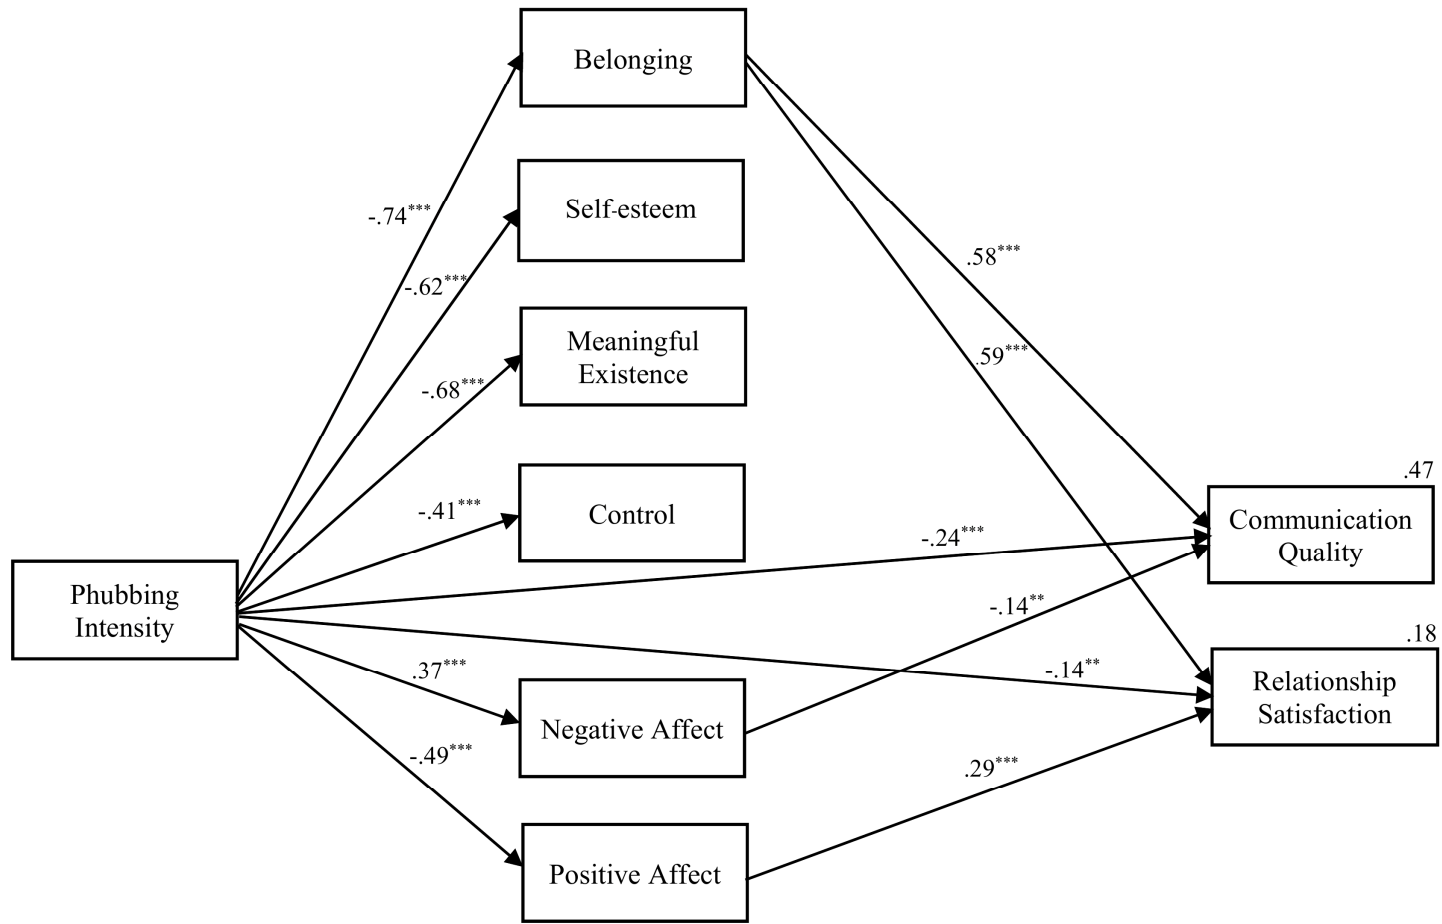 Belonging
-.74***
Self-esteem
-.62***
.58***
Meaningful
Existence
.59***
-.68***
.47
-.41***
Control
-.24***
Communication
Quality
Phubbing
Intensity
-.14**
.18
.37***
-.14**
Relationship
Satisfaction
Negative Affect
-.49***
.29***
Positive Affect